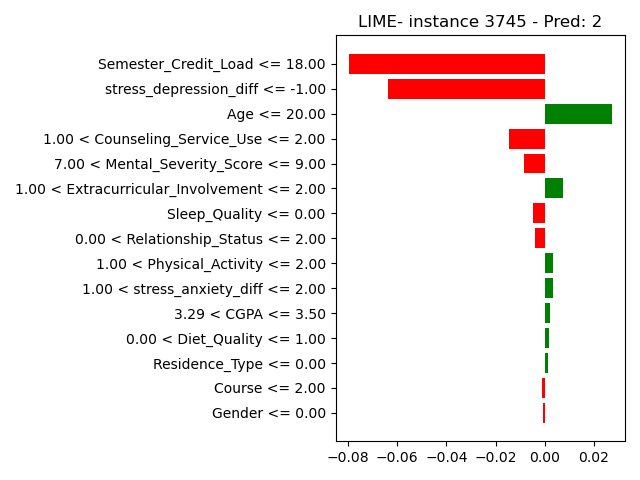 LIME- instance 3745 - Pred: 2
Semester_Credit_Load <= 18.00
stress_depression_diff <= -1.00
Age <= 20.00
1.00 < Counseling_Service_Use <= 2.00
7.00 < Mental_Severity_Score <= 9.00
1.00 < Extracurricular_Involvement <= 2.00
Sleep_Quality <= 0.00
0.00 < Relationship_Status <= 2.00
1.00 < Physical_Activity <= 2.00
1.00 < stress_anxiety_diff <= 2.00
3.29 < CGPA <= 3.50
0.00 < Diet_Quality <= 1.00
Residence_Type <= 0.00
Course <= 2.00
Gender <= 0.00
−0.08 −0.06 −0.04 −0.02 0.00 0.02